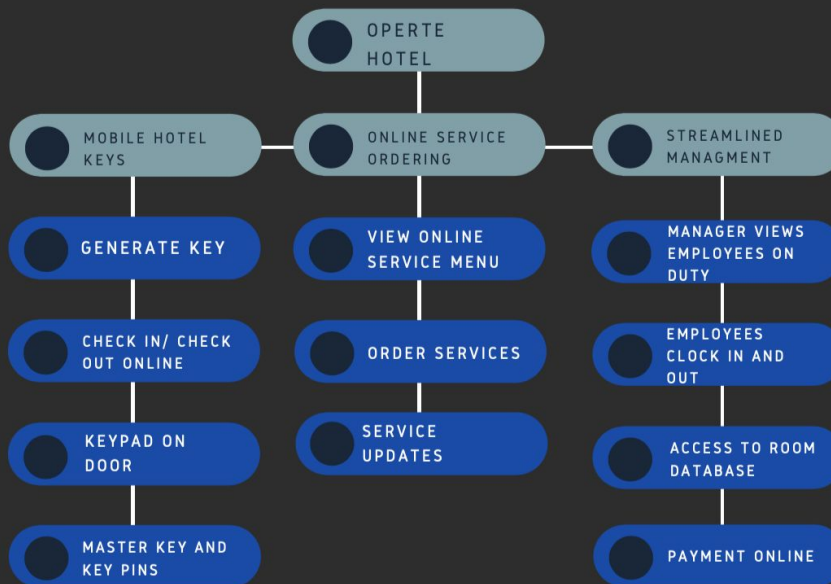 OPERTE
HOTEL
MOBILE HOTEL
KEYS
ONLINE SERVICE
ORDERING
STREAMLINED
MANAGMENT
GENERATE KEY
VIEW ONLINE
SERVICE MENU
MANAGER VIEWS
EMPLOYEES ON
DUTY
CHECK IN/ CHECK
OUT ONLINE
ORDER SERVICES
EMPLOYEES
CLOCK IN AND
OUT
KEYPAD ON
DOOR
SERVICE
UPDATES
ACCESS TO ROOM
DATABASE
MASTER KEY AND
KEY PINS
PAYMENT ONLINE